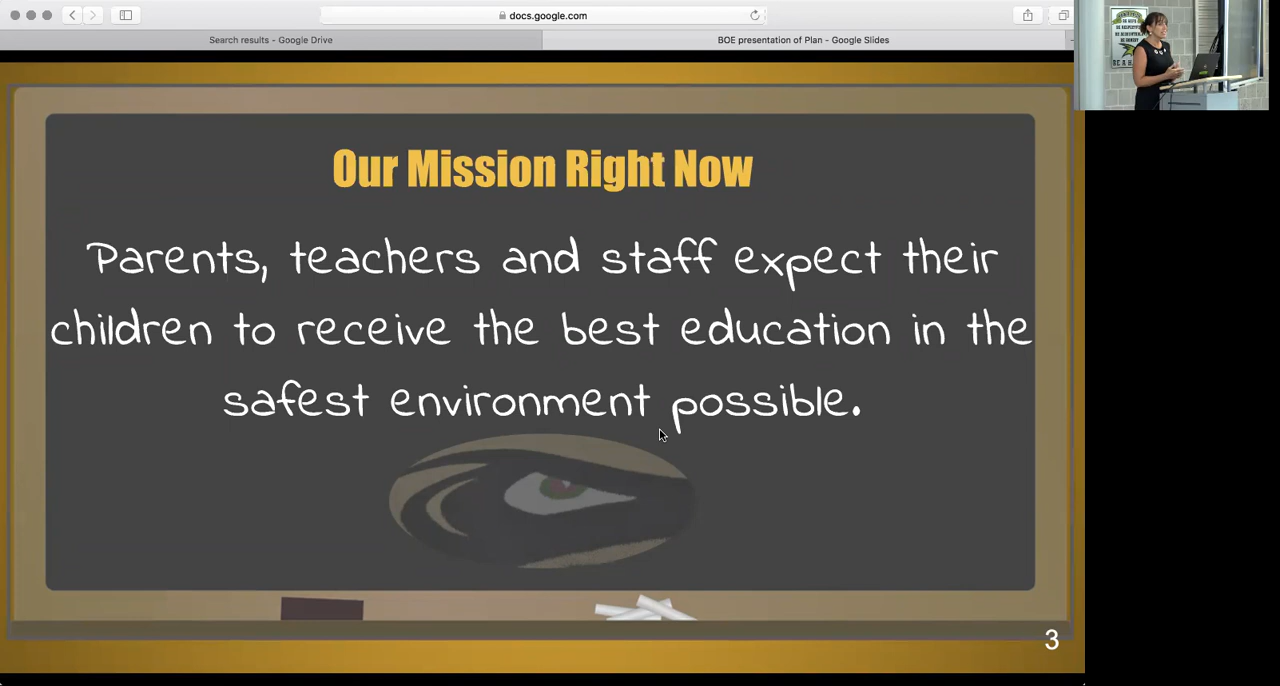 docs.google.com
Search results - Google Drive
BOE presentation of Plan - Google Slides
Our Mission Right Now
Parents, teachers and staff expect their
children to receive the best education in the
safest environment possible.
3